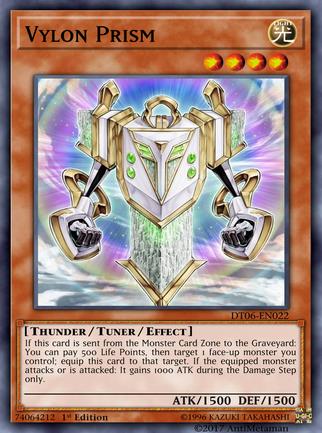 VYLON PRISM
LIGHT
光
DT06-EN022
[THUNDER / TUNER / EFFECT]
If this card is sent from the Monster Card Zone to the Graveyard:
You can pay 500 Life Points, then target 1 face-up monster you
control; equip this card to that target. If the equipped monster
attacks or is attacked: It gains 1000 ATK during the Damage Step
only.
ATK/1500 DEF/1500
74064212 1st Edition ©1996 KAZUKI TAKAHASHI
©2017 AntiMetaman